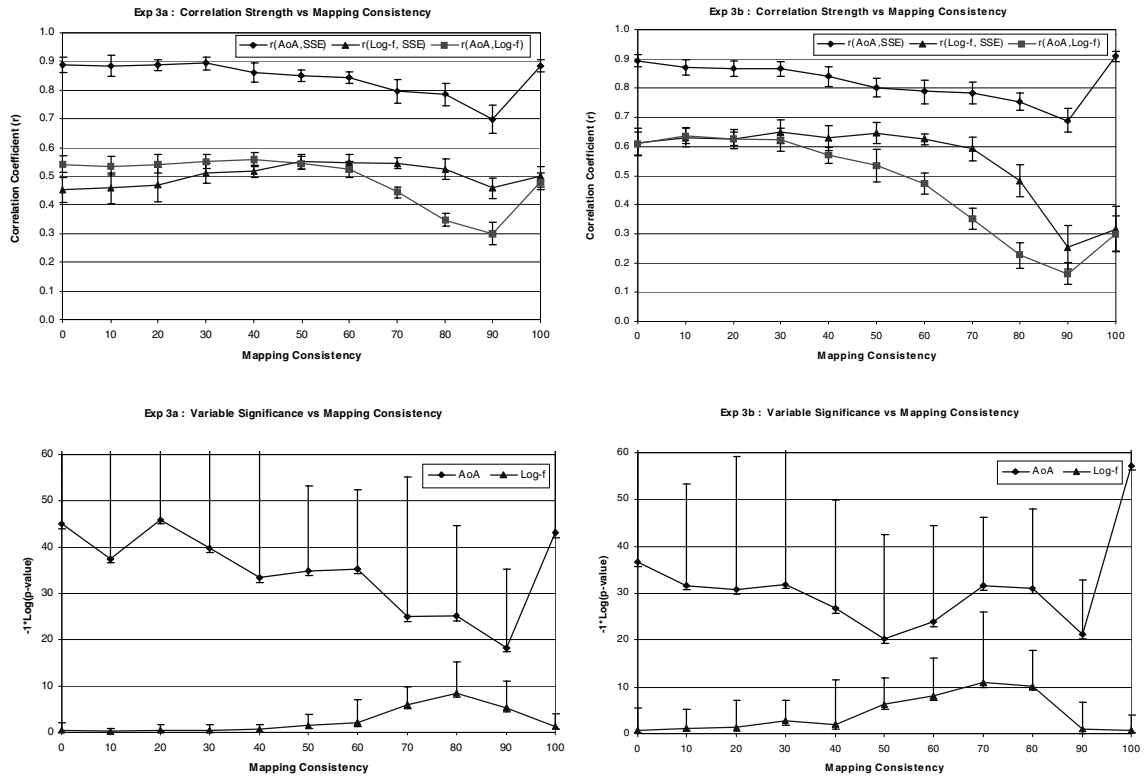 Exp 3a : Correlation Strength vs Mapping Consistency
r(AoA,SSE) r(Log-f, SSE) r(AoA,Log-f)
Correlation Coefficient (r)
1.0
0.9
0.8
0.7
0.6
0.5
0.4
0.3
0.2
0.1
0.0
0 10 20 30 40 50 60 70 80 90 100
Mapping Consistency
Exp 3b : Correlation Strength vs Mapping Consistency
r(AoA,SSE) r(Log-f, SSE) r(AoA,Log-f)
Correlation Coefficient (r)
1.0
0.9
0.8
0.7
0.6
0.5
0.4
0.3
0.2
0.1
0.0
0 10 20 30 40 50 60 70 80 90 100
Mapping Consistency
Exp 3a : Variable Significance vs Mapping Consistency
AoA Log-f
-1*Log(p-value)
60
50
40
30
20
10
0
0 10 20 30 40 50 60 70 80 90 100
Mapping Consistency
Exp 3b : Variable Significance vs Mapping Consistency
AoA Log-f
-1*Log(p-value)
60
50
40
30
20
10
0
0 10 20 30 40 50 60 70 80 90 100
Mapping Consistency